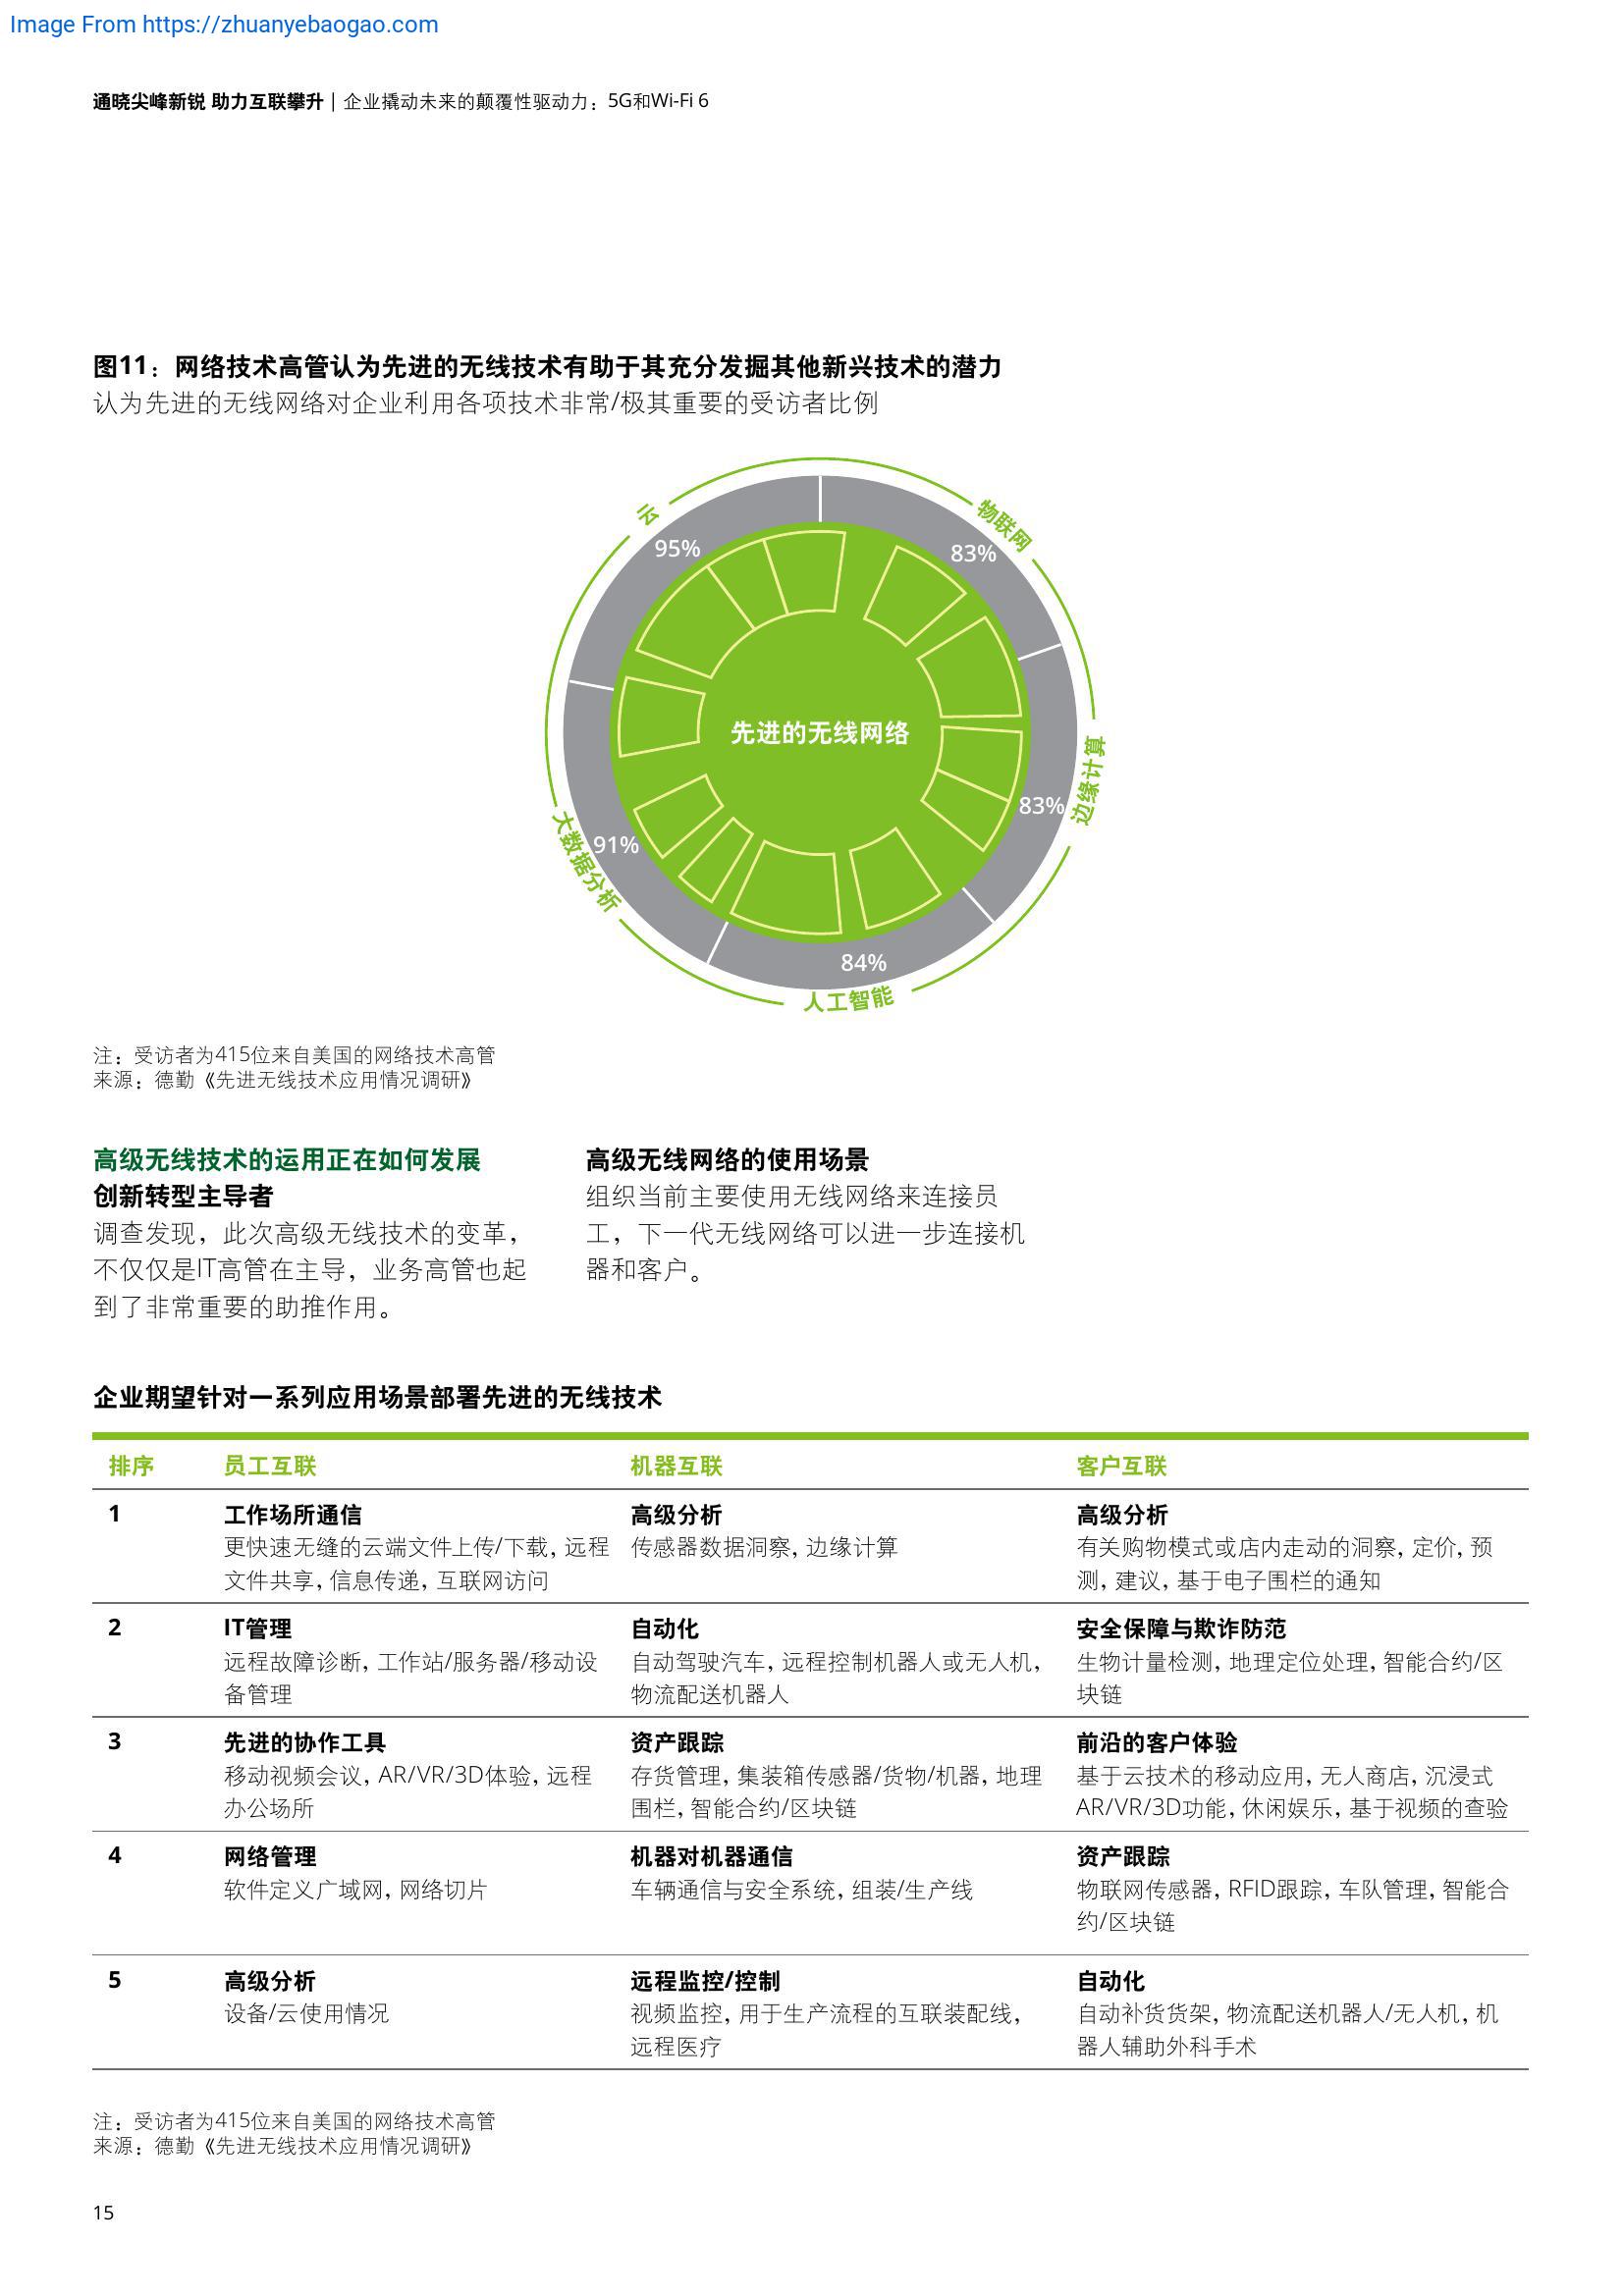 Image From https://zhuanyebaogao.com
通晓尖峰新锐 助力互联攀升 | 企业撬动未来的颠覆性驱动力：5G和Wi-Fi 6
图11：网络技术高管认为先进的无线技术有助于其充分发掘其他新兴技术的潜力
认为先进的无线网络对企业利用各项技术非常/极其重要的受访者比例
云
物联网
95%
83%
先进的无线网络
边缘计算
83%
大数据分析
91%
84%
人工智能
注：受访者为415位来自美国的网络技术高管
来源：德勤《先进无线技术应用情况调研》
高级无线技术的运用正在如何发展
创新转型主导者
调查发现，此次高级无线技术的变革，
不仅仅是IT高管在主导，业务高管也起
到了非常重要的助推作用。
高级无线网络的使用场景
组织当前主要使用无线网络来连接员
工，下一代无线网络可以进一步连接机
器和客户。
企业期望针对一系列应用场景部署先进的无线技术
排序 员工互联 机器互联 客户互联
1
工作场所通信
更快速无缝的云端文件上传/下载, 远程
文件共享, 信息传递, 互联网访问
高级分析
传感器数据洞察, 边缘计算
高级分析
有关购物模式或店内走动的洞察, 定价, 预
测, 建议, 基于电子围栏的通知
2
IT管理
远程故障诊断, 工作站/服务器/移动设
备管理
自动化
自动驾驶汽车, 远程控制机器人或无人机,
物流配送机器人
安全保障与欺诈防范
生物计量检测, 地理定位处理, 智能合约/区
块链
3
先进的协作工具
移动视频会议, AR/VR/3D体验, 远程
办公场所
资产跟踪
存货管理, 集装箱传感器/货物/机器, 地理
围栏, 智能合约/区块链
前沿的客户体验
基于云技术的移动应用, 无人商店, 沉浸式
AR/VR/3D功能, 休闲娱乐, 基于视频的查验
4
网络管理
软件定义广域网, 网络切片
机器对机器通信
车辆通信与安全系统, 组装/生产线
资产跟踪
物联网传感器, RFID跟踪, 车队管理, 智能合
约/区块链
5
高级分析
设备/云使用情况
远程监控/控制
视频监控, 用于生产流程的互联装配线,
远程医疗
自动化
自动补货货架, 物流配送机器人/无人机, 机
器人辅助外科手术
注：受访者为415位来自美国的网络技术高管
来源：德勤《先进无线技术应用情况调研》
15